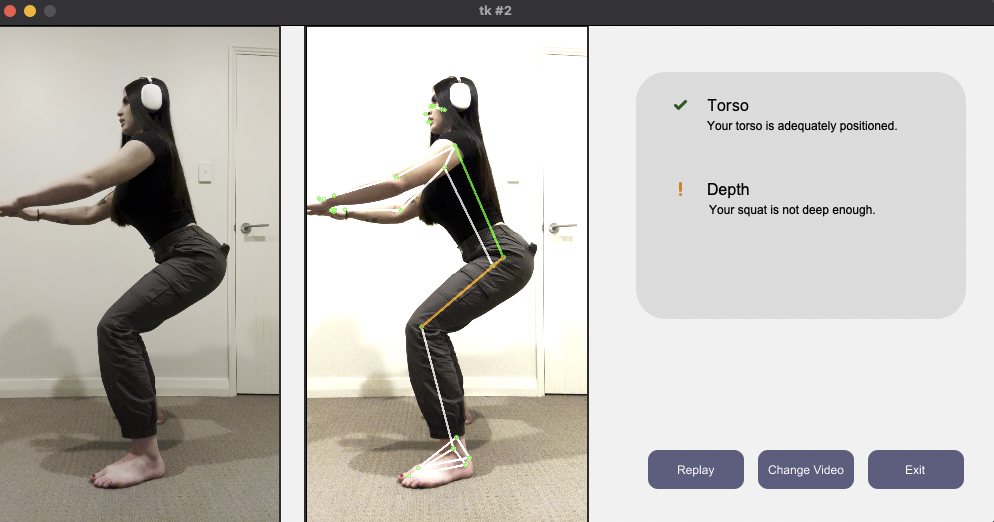 tk #2
Torso
Your torso is adequately positioned.
Depth
Your squat is not deep enough.
Replay
Change Video
Exit